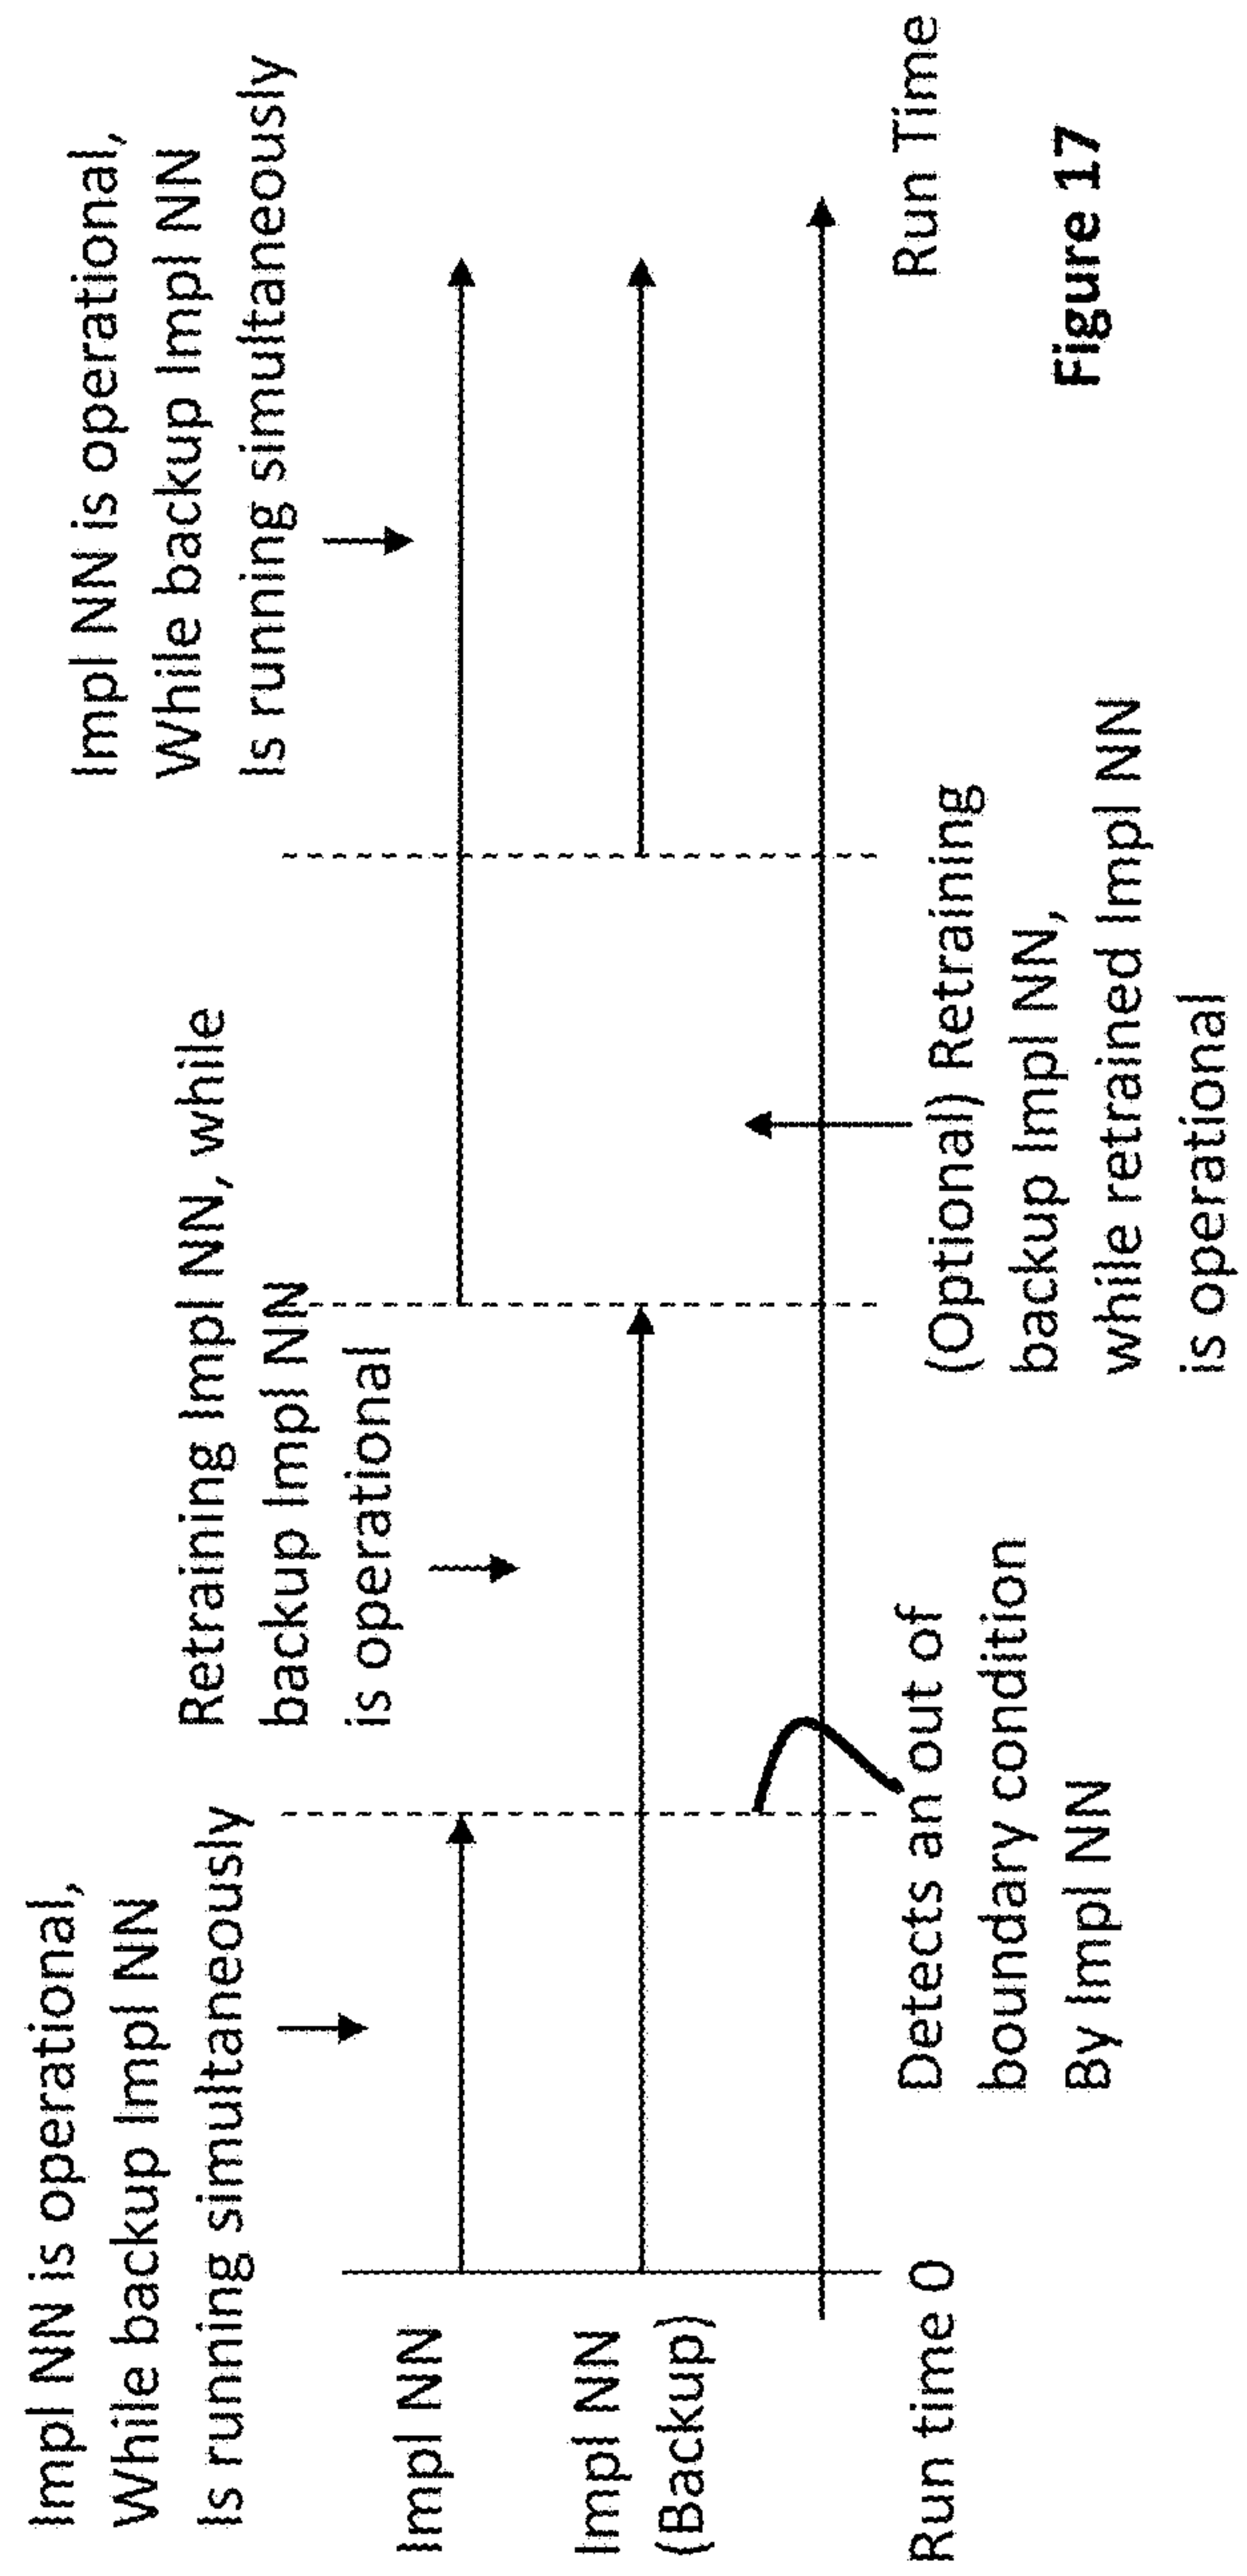 Impl NN is operational,
While backup Impl NN
Is running simultaneously
Retraining Impl NN, while
backup Impl NN
is operational
Impl NN is operational,
While backup Impl NN
Is running simultaneously
Impl NN
Impl NN
(Backup)
Run time 0
Detects an out of
boundary condition
By Impl NN
(Optional) Retraining
backup Impl NN,
while retrained Impl NN
is operational
Run Time
Figure 17